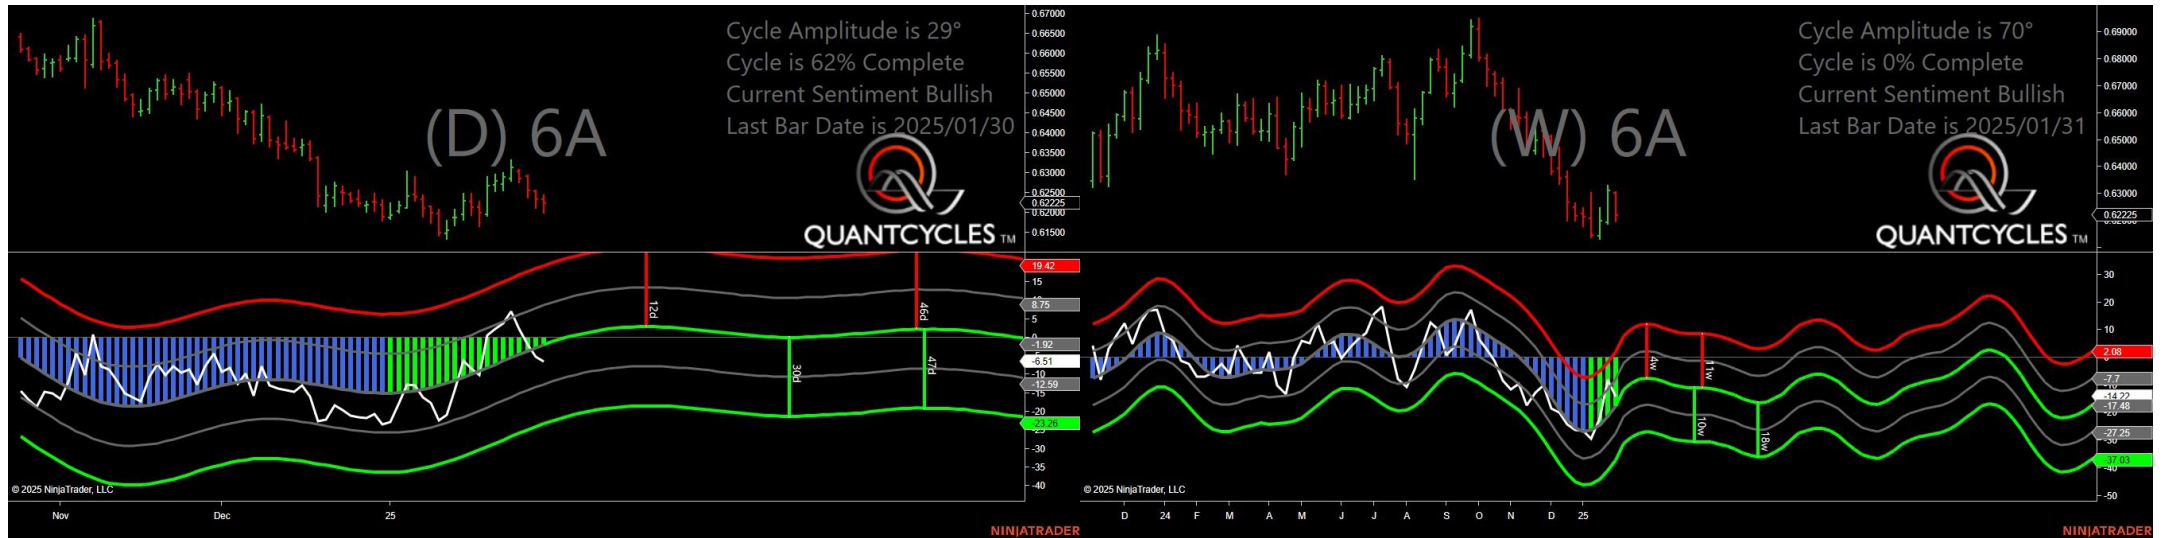 Cycle Amplitude is 29°
Cycle is 62% Complete
Current Sentiment Bullish
Last Bar Date is 2025/01/30
(D) 6A
QUANTCYCLES TM
0.67000
0.66500
0.66000
0.65500
0.65000
0.64500
0.64000
0.63500
0.63000
0.62500
0.62225
0.62000
0.61500
12d
46d
30d
47d
19.42
15
8.75
5
0
-1.92
-6.51
-10
-12.59
-15
-20
-23.26
-30
-35
-40
© 2025 NinjaTrader, LLC
Nov Dec 25
NINJATRADER
Cycle Amplitude is 70°
Cycle is 0% Complete
Current Sentiment Bullish
Last Bar Date is 2025/01/31
(W) 6A
QUANTCYCLES TM
0.69000
0.68000
0.67000
0.66000
0.65000
0.64000
0.63000
0.62225
4w
11w
10w
18w
30
20
10
2.08
-7.7
-14.22
-17.48
-27.25
-30
-37.03
-40
-50
© 2025 NinjaTrader, LLC
D 24 F M A M J J A S O N D 25
NINJATRADER